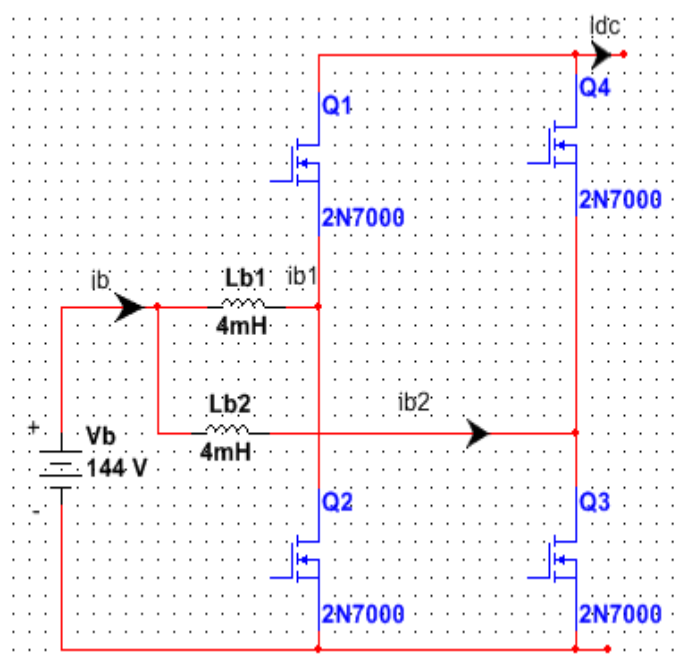 Idc
Q4
Q1
2N7000
2N7000
ib
Lb1
ib1
4mH
Lb2
ib2
4mH
+
Vb
144 V
-
Q2
Q3
2N7000
2N7000